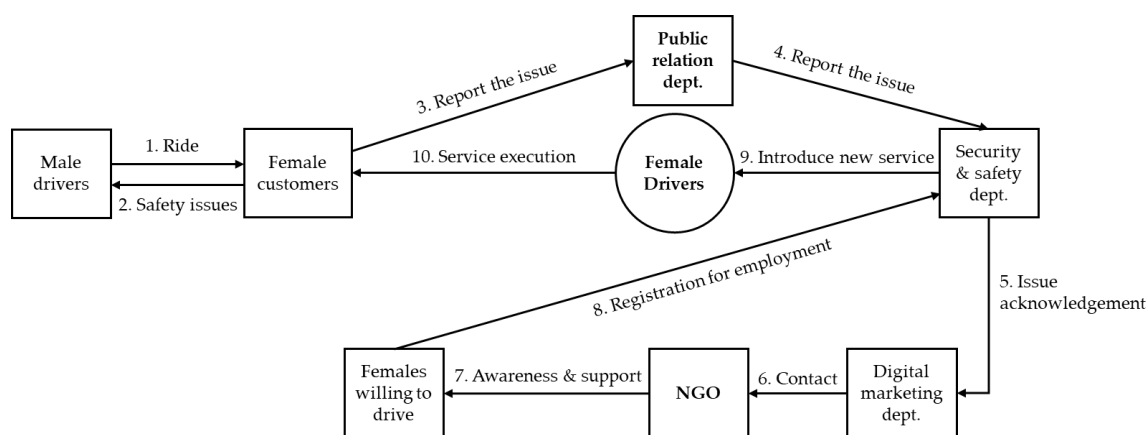 Public
relation
dept.
3. Report the issue
4. Report the issue
Male
drivers
1. Ride
2. Safety issues
Female
customers
10. Service execution
Female
Drivers
9. Introduce new service
Security
& safety
dept.
8. Registration for employment
5. Issue
acknowledgement
Females
willing to
drive
7. Awareness & support
NGO
6. Contact
Digital
marketing
dept.